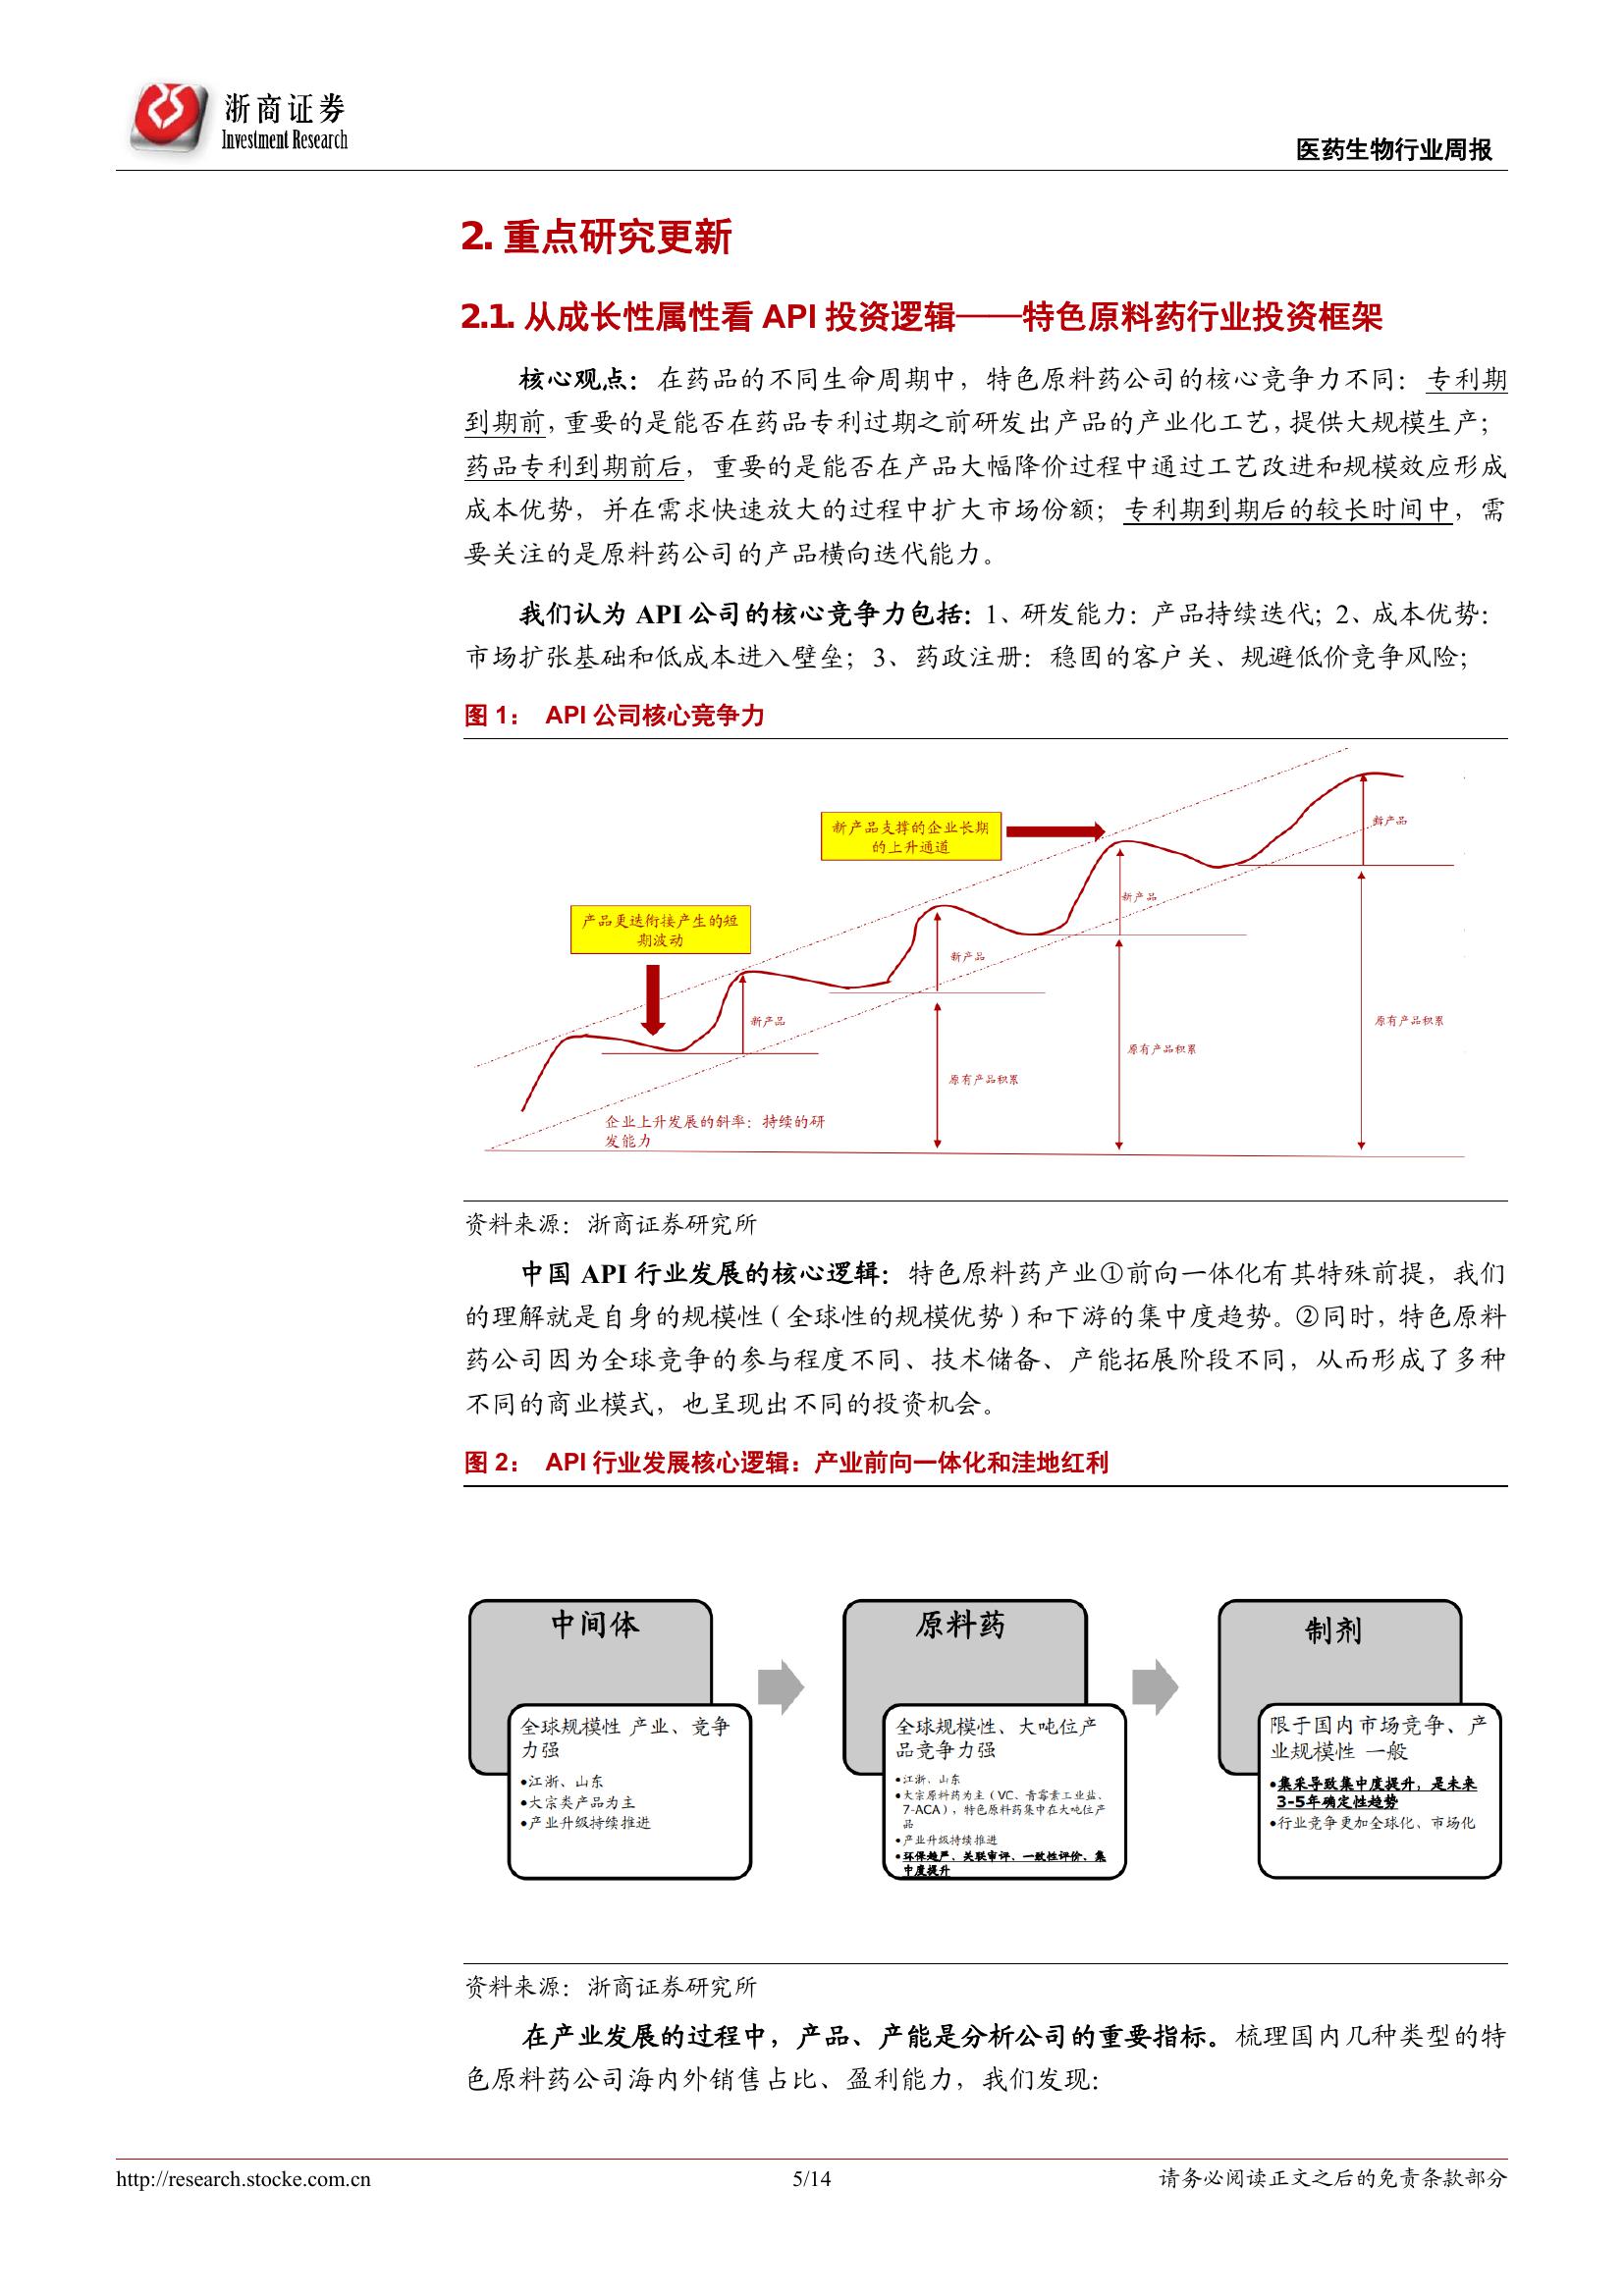 浙商证券
Investment Research
医药生物行业周报
2. 重点研究更新
2.1. 从成长性属性看 API 投资逻辑——特色原料药行业投资框架
核心观点：在药品的不同生命周期中，特色原料药公司的核心竞争力不同：专利期
到期前，重要的是能否在药品专利过期之前研发出产品的产业化工艺，提供大规模生产；
药品专利到期前后，重要的是能否在产品大幅降价过程中通过工艺改进和规模效应形成
成本优势，并在需求快速放大的过程中扩大市场份额；专利期到期后的较长时间中，需
要关注的是原料药公司的产品横向迭代能力。
我们认为 API 公司的核心竞争力包括：1、研发能力：产品持续迭代；2、成本优势：
市场扩张基础和低成本进入壁垒；3、药政注册：稳固的客户关、规避低价竞争风险；
图 1： API 公司核心竞争力
新产品支撑的企业长期
的上升通道
新产品
新产品
产品更迭衔接产生的短
期波动
新产品
新产品
原有产品积累
原有产品积累
原有产品积累
企业上升发展的斜率：持续的研
发能力
资料来源：浙商证券研究所
中国 API 行业发展的核心逻辑：特色原料药产业①前向一体化有其特殊前提，我们
的理解就是自身的规模性（全球性的规模优势）和下游的集中度趋势。②同时，特色原料
药公司因为全球竞争的参与程度不同、技术储备、产能拓展阶段不同，从而形成了多种
不同的商业模式，也呈现出不同的投资机会。
图 2： API 行业发展核心逻辑：产业前向一体化和洼地红利
中间体
全球规模性 产业、竞争
力强
•江浙、山东
•大宗类产品为主
•产业升级持续推进
原料药
全球规模性、大吨位产
品竞争力强
•江浙、山东
•大宗原料药为主（VC、青霉素工业盐、
7-ACA），特色原料药集中在大吨位产
品
•产业升级持续推进
•环保趋严、关联审评、一致性评价、集
中度提升
制剂
限于国内市场竞争、产
业规模性 一般
•集采导致集中度提升，是未来
3-5年确定性趋势
•行业竞争更加全球化、市场化
资料来源：浙商证券研究所
在产业发展的过程中，产品、产能是分析公司的重要指标。梳理国内几种类型的特
色原料药公司海内外销售占比、盈利能力，我们发现：
http://research.stocke.com.cn
5/14
请务必阅读正文之后的免责条款部分